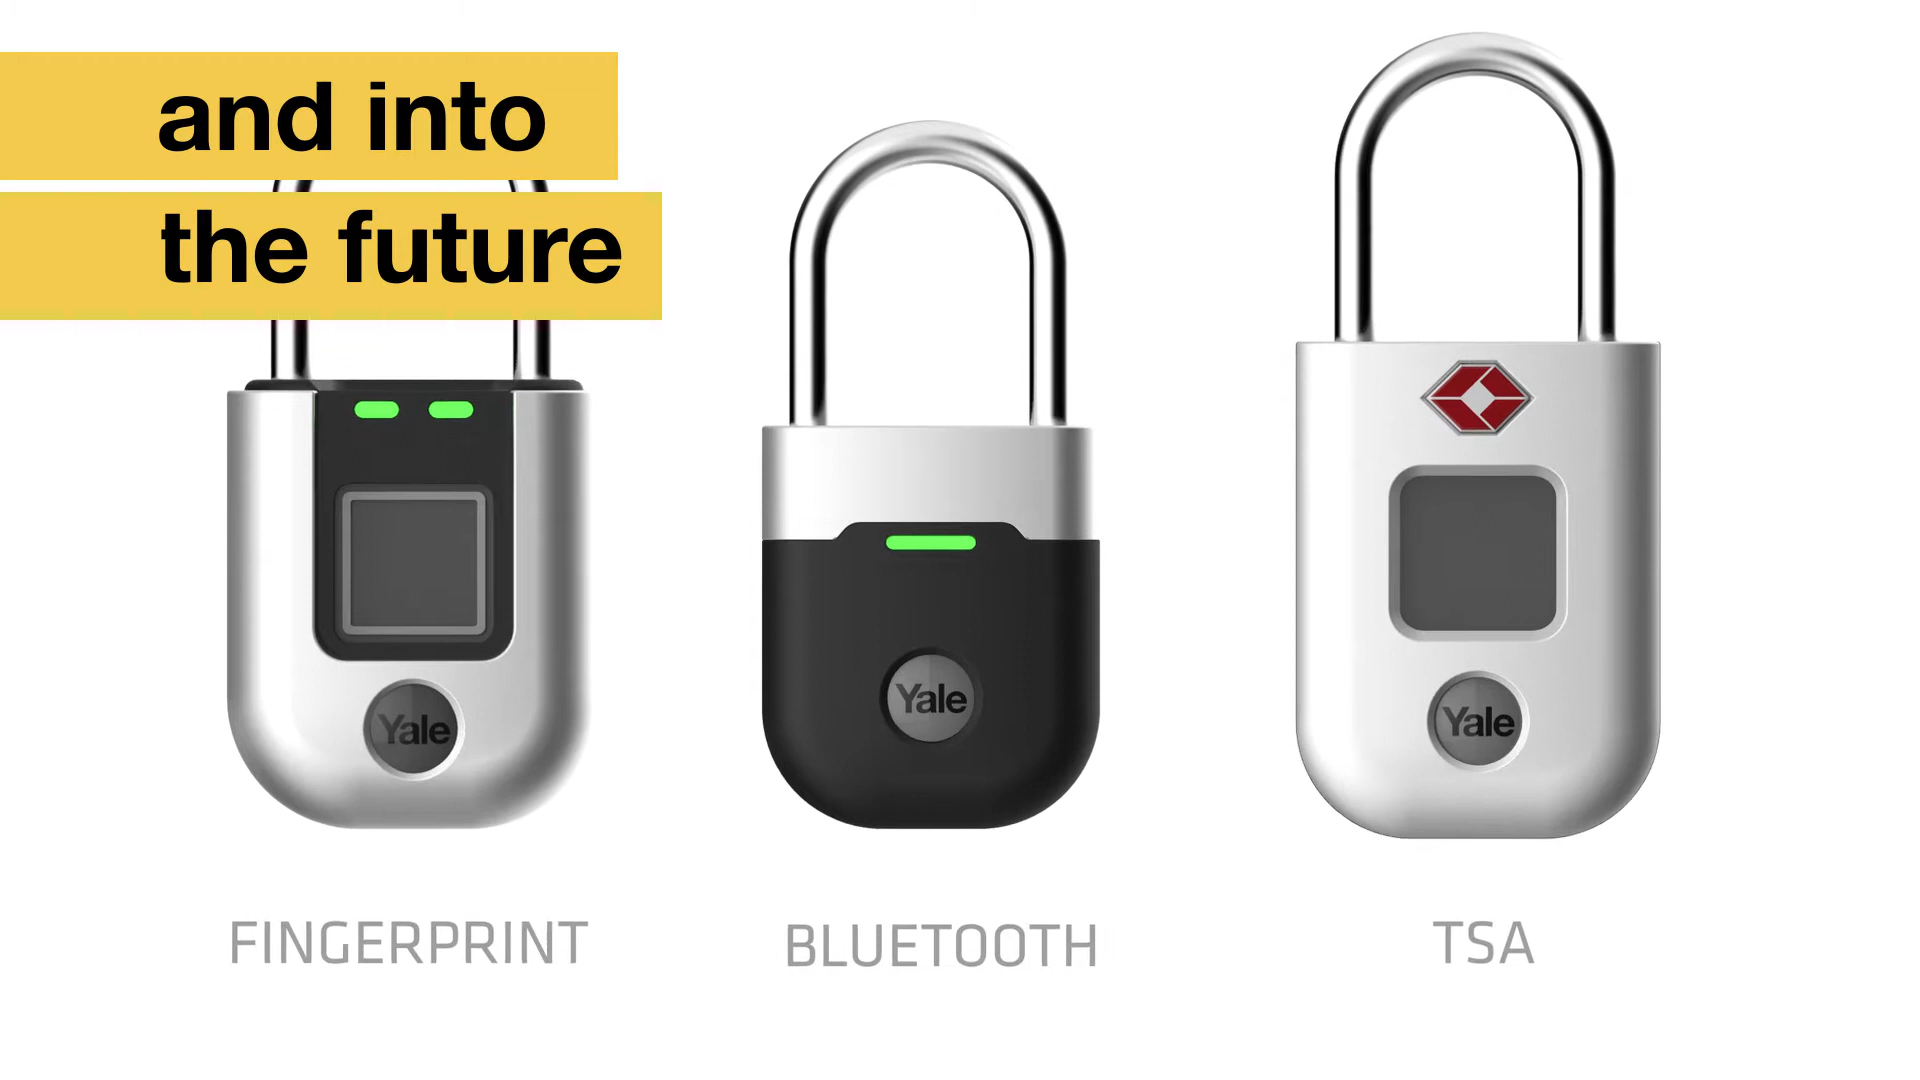 and into
the future
Yale
Yale
Yale
FINGERPRINT
BLUETOOTH
TSA